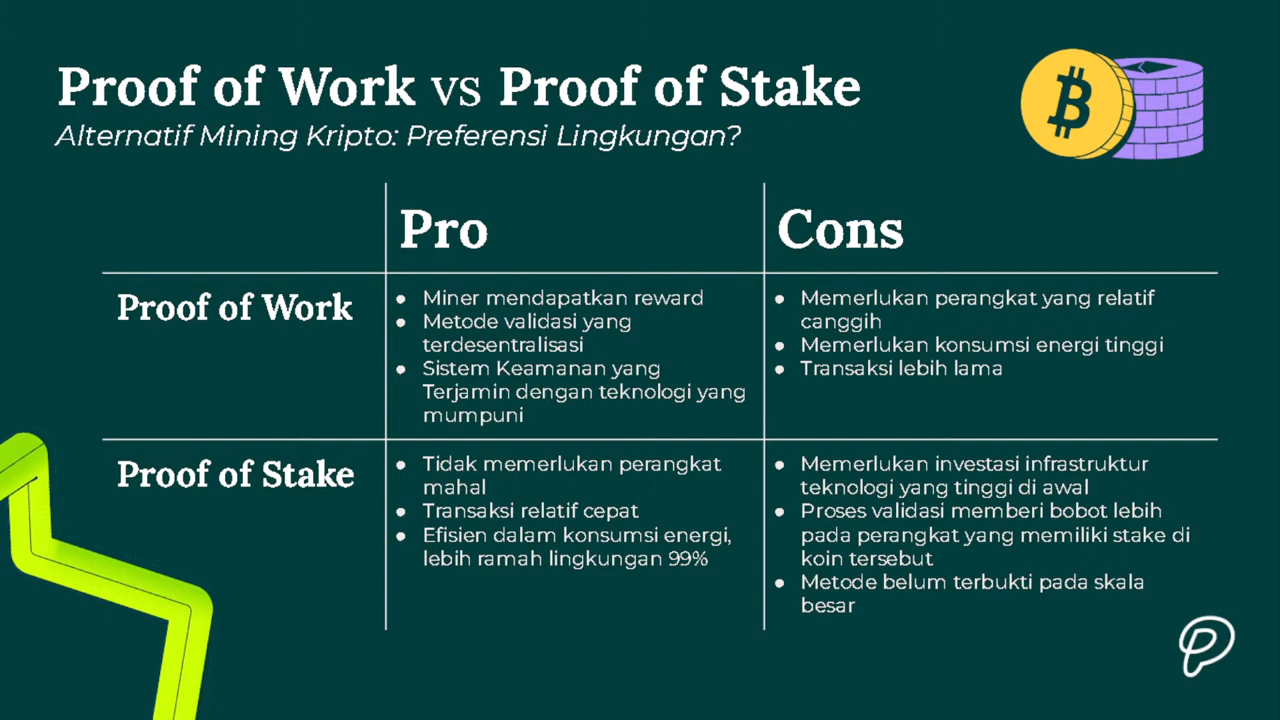 Proof of Work vs Proof of Stake
Alternatif Mining Kripto: Preferensi Lingkungan?
Pro
Cons
Proof of Work
● Miner mendapatkan reward
● Metode validasi yang
terdesentralisasi
● Sistem Keamanan yang
Terjamin dengan teknologi yang
mumpuni
● Memerlukan perangkat yang relatif
canggih
● Memerlukan konsumsi energi tinggi
● Transaksi lebih lama
Proof of Stake
● Tidak memerlukan perangkat
mahal
● Transaksi relatif cepat
● Efisien dalam konsumsi energi,
lebih ramah lingkungan 99%
● Memerlukan investasi infrastruktur
teknologi yang tinggi di awal
● Proses validasi memberi bobot lebih
pada perangkat yang memiliki stake di
koin tersebut
● Metode belum terbukti pada skala
besar